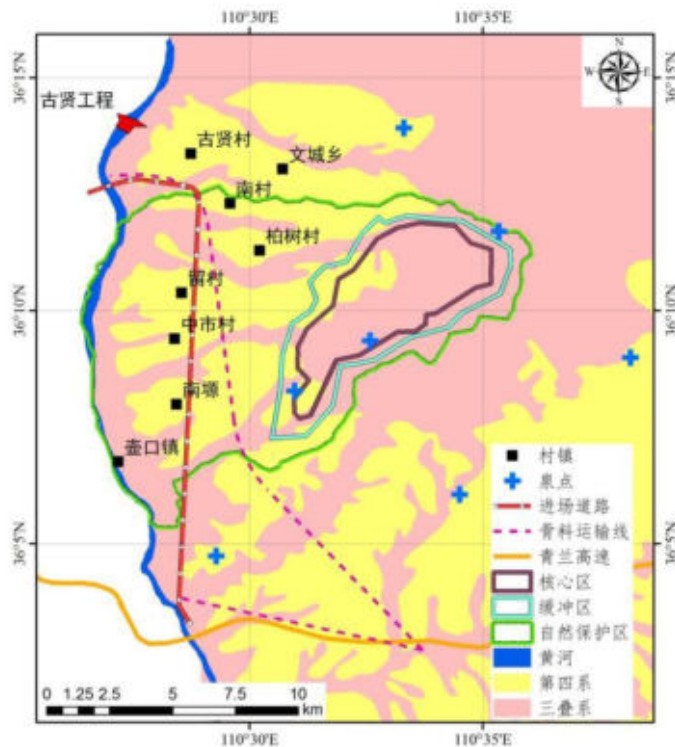 110°30'E 110°35'E
N
W E
S
36°15'N 36°15'N
古贤工程
古贤村
文城乡
南村
柏树村
留村
36°10'N 36°10'N
中市村
南塬
壶口镇
村镇
泉点
进场道路
骨料运输线
36°5'N 36°5'N
青兰高速
核心区
缓冲区
自然保护区
黄河
第四系
三叠系
0 1.25 2.5 5 7.5 10
km
110°30'E 110°35'E